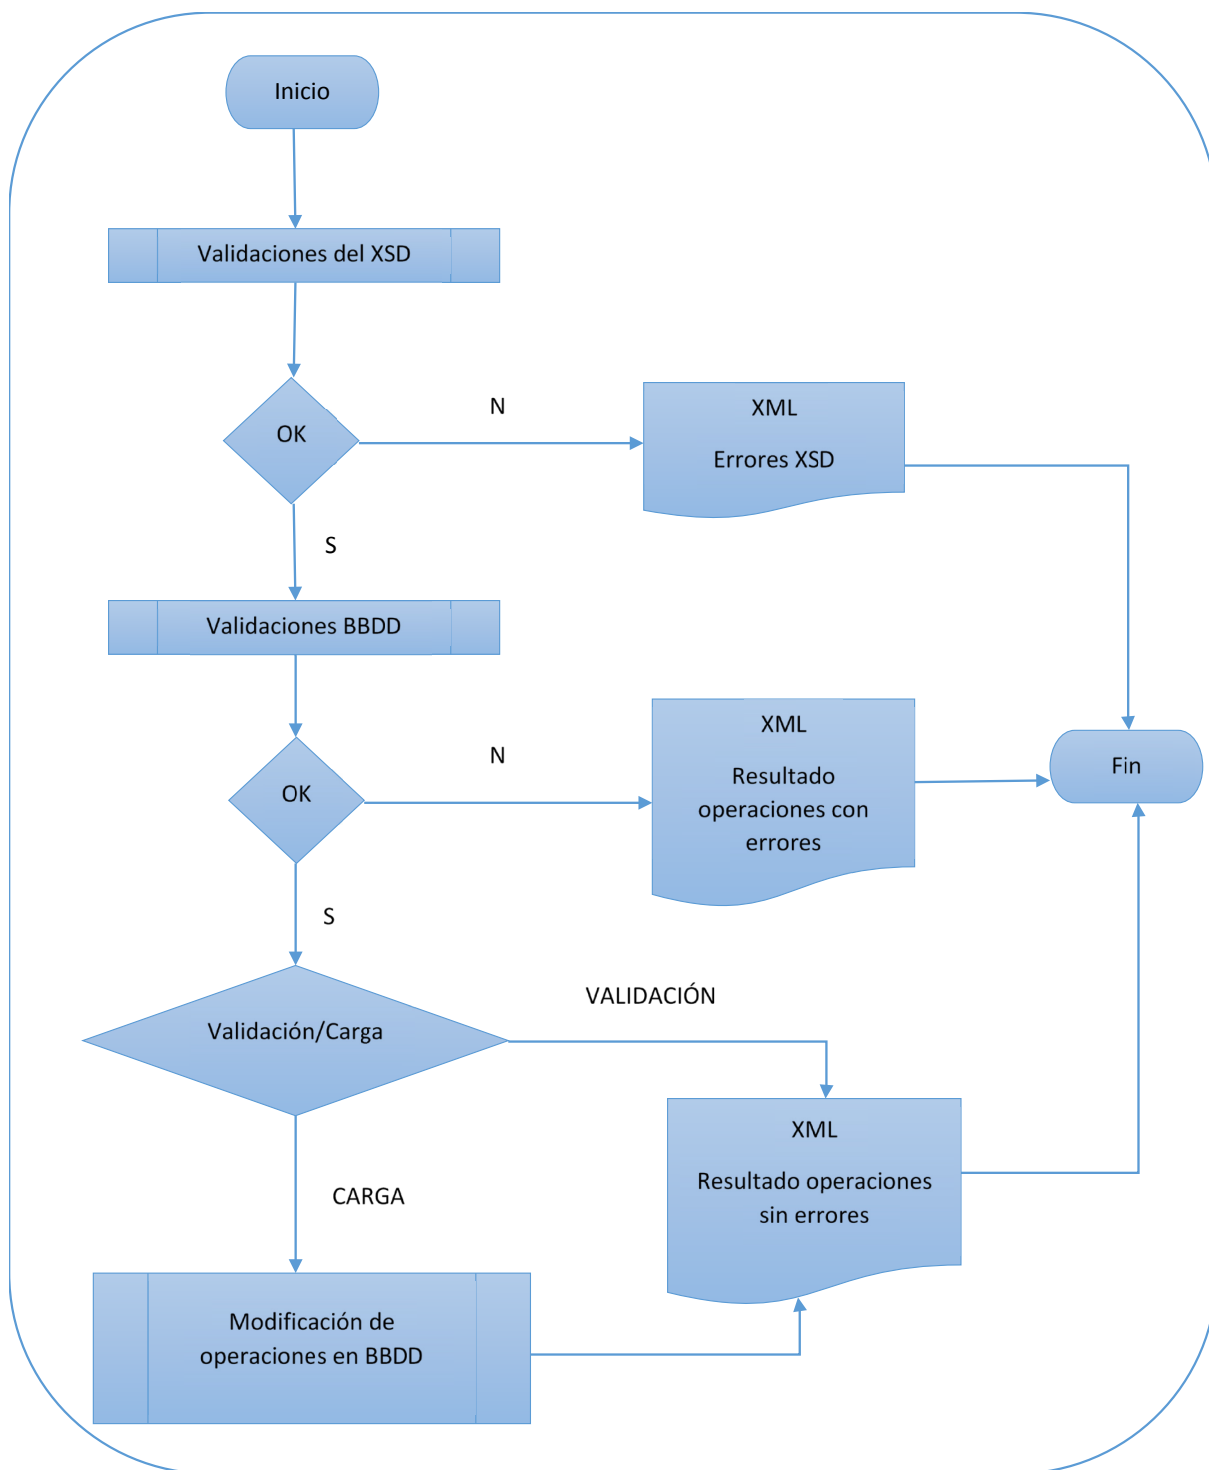 Inicio
Validaciones del XSD
OK
N
XML
Errores XSD
S
Validaciones BBDD
OK
N
XML
Resultado
operaciones con
errores
Fin
S
Validación/Carga
VALIDACIÓN
XML
Resultado operaciones
sin errores
CARGA
Modificación de
operaciones en BBDD